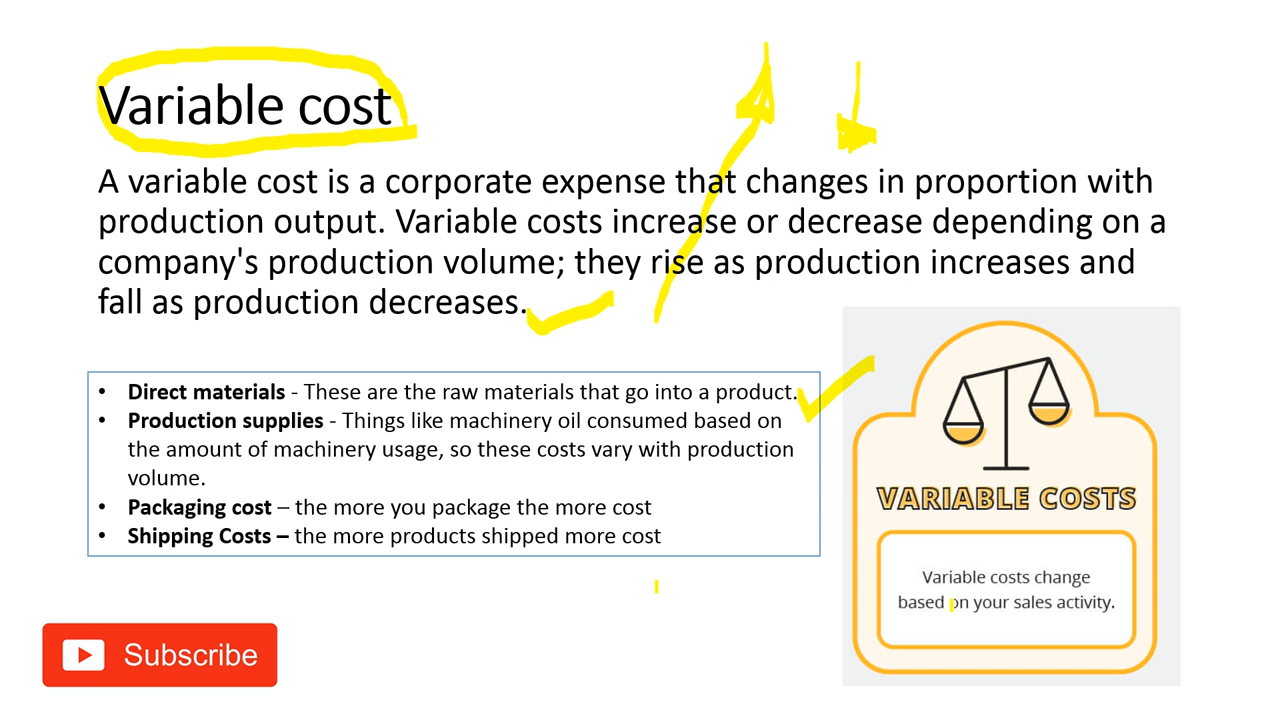 Variable cost
A variable cost is a corporate expense that changes in proportion with
production output. Variable costs increase or decrease depending on a
company's production volume; they rise as production increases and
fall as production decreases.
• Direct materials - These are the raw materials that go into a product.
• Production supplies - Things like machinery oil consumed based on
the amount of machinery usage, so these costs vary with production
volume.
• Packaging cost – the more you package the more cost
• Shipping Costs – the more products shipped more cost
VARIABLE COSTS
Variable costs change
based on your sales activity.
Subscribe